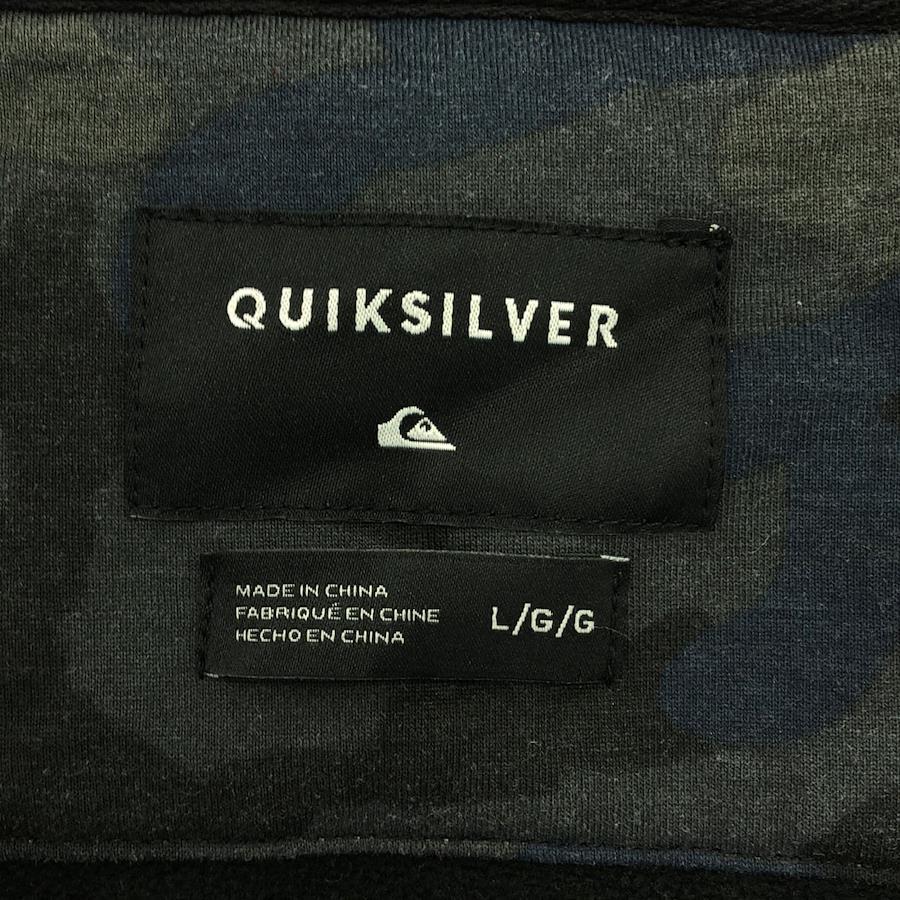 QUIKSILVER
MADE IN CHINA
FABRIQUÉ EN CHINE
HECHO EN CHINA
L/G/G